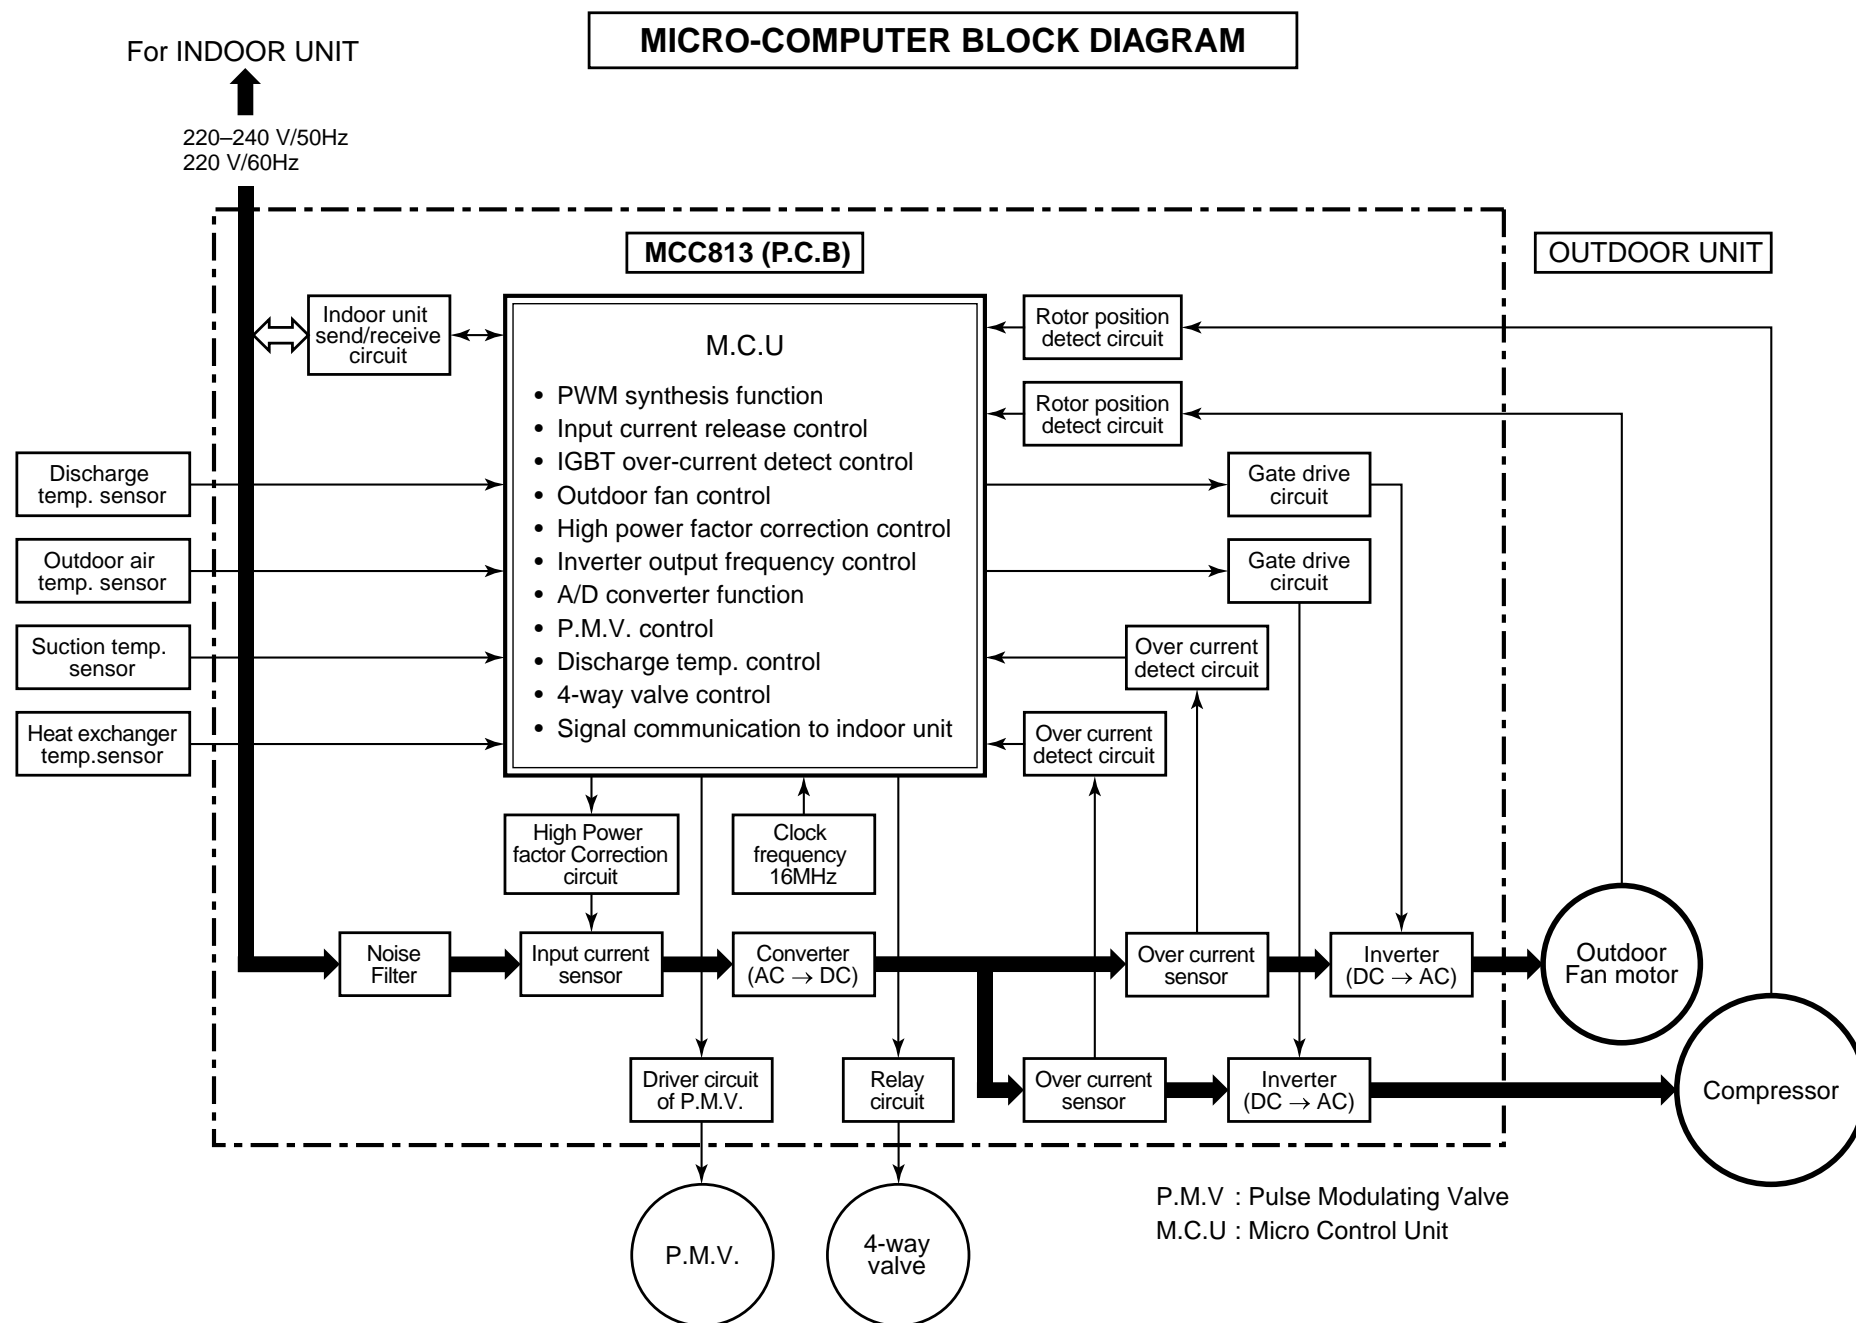 MICRO-COMPUTER BLOCK DIAGRAM
For INDOOR UNIT
220–240 V/50Hz
220 V/60Hz
MCC813 (P.C.B)
OUTDOOR UNIT
Indoor unit
send/receive
circuit
M.C.U
• PWM synthesis function
• Input current release control
• IGBT over-current detect control
• Outdoor fan control
• High power factor correction control
• Inverter output frequency control
• A/D converter function
• P.M.V. control
• Discharge temp. control
• 4-way valve control
• Signal communication to indoor unit
Rotor position
detect circuit
Rotor position
detect circuit
Discharge
temp. sensor
Outdoor air
temp. sensor
Suction temp.
sensor
Heat exchanger
temp.sensor
Gate drive
circuit
Gate drive
circuit
Over current
detect circuit
Over current
detect circuit
High Power
factor Correction
circuit
Clock
frequency
16MHz
Noise
Filter
Input current
sensor
Converter
(AC → DC)
Over current
sensor
Inverter
(DC → AC)
Outdoor
Fan motor
Driver circuit
of P.M.V.
Relay
circuit
Over current
sensor
Inverter
(DC → AC)
Compressor
P.M.V.
4-way
valve
P.M.V : Pulse Modulating Valve
M.C.U : Micro Control Unit